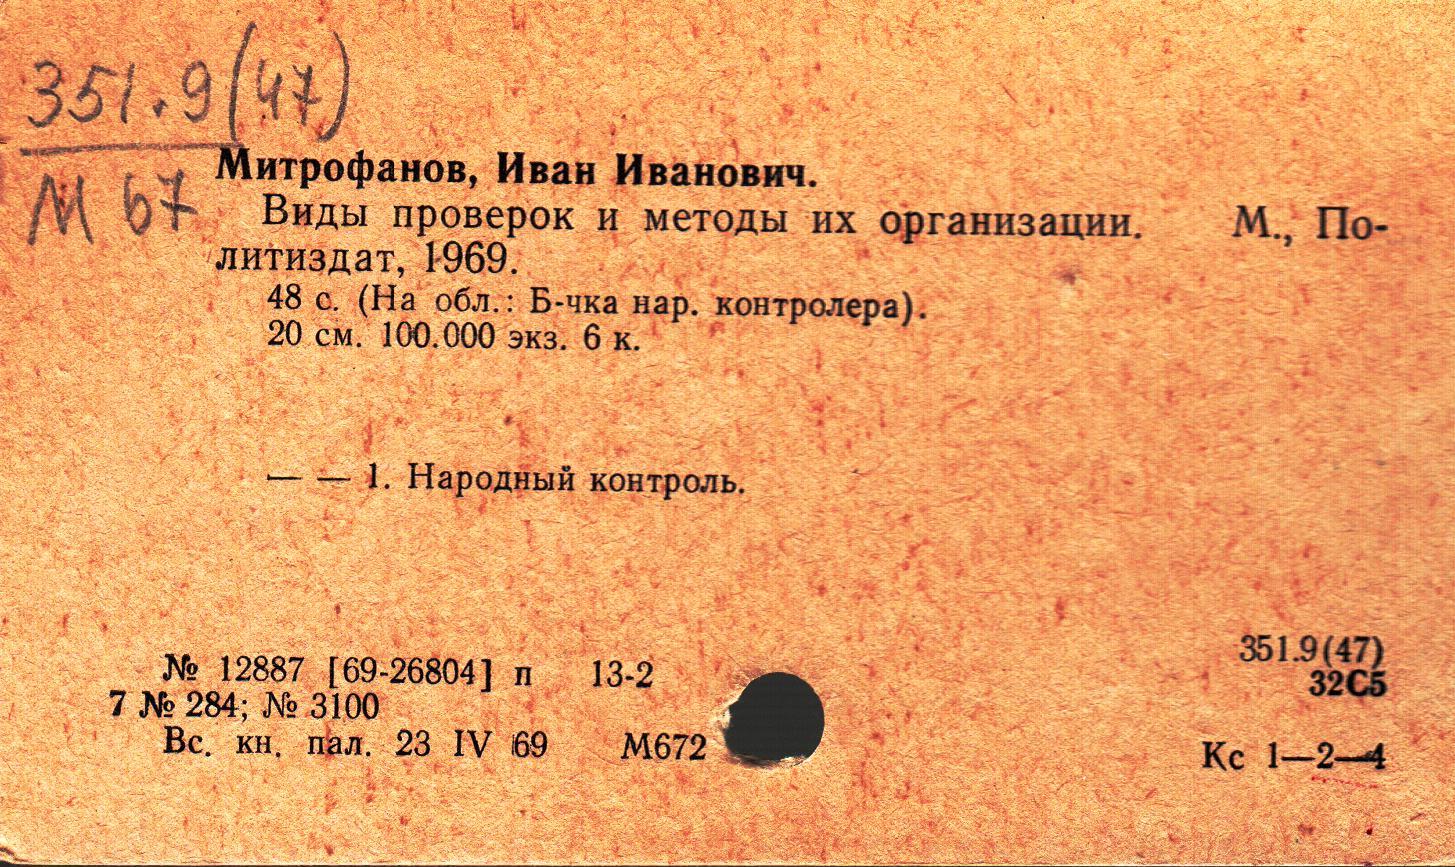 351.9(47)
М 67
Митрофанов, Иван Иванович.
Виды проверок и методы их организации. М., По-
литиздат, 1969.
48 с. (На обл.: Б-чка нар. контролера).
20 см. 100.000 экз. 6 к.
— — 1. Народный контроль.
351.9(47)
№ 12887 [69-26804] п 13-2
32С5
7 № 284; № 3100
Вс. кн. пал. 23 IV 69 М672
Кс 1—2—4